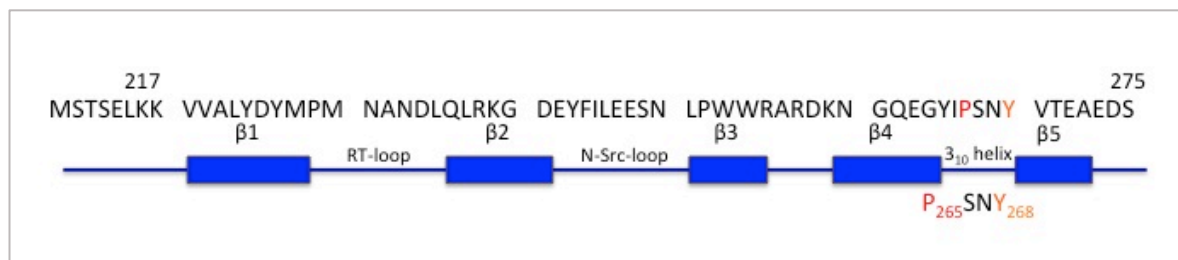 217 275
MSTSELKK VVALYDYMPM NANDLQLRKG DEYFILEESN LPWWRARDKN GQEGYIPSNY VTEAEDS
β1 β2 β3 β4 β5
RT-loop N-Src-loop 3₁₀ helix
P₂₆₅SNY₂₆₈